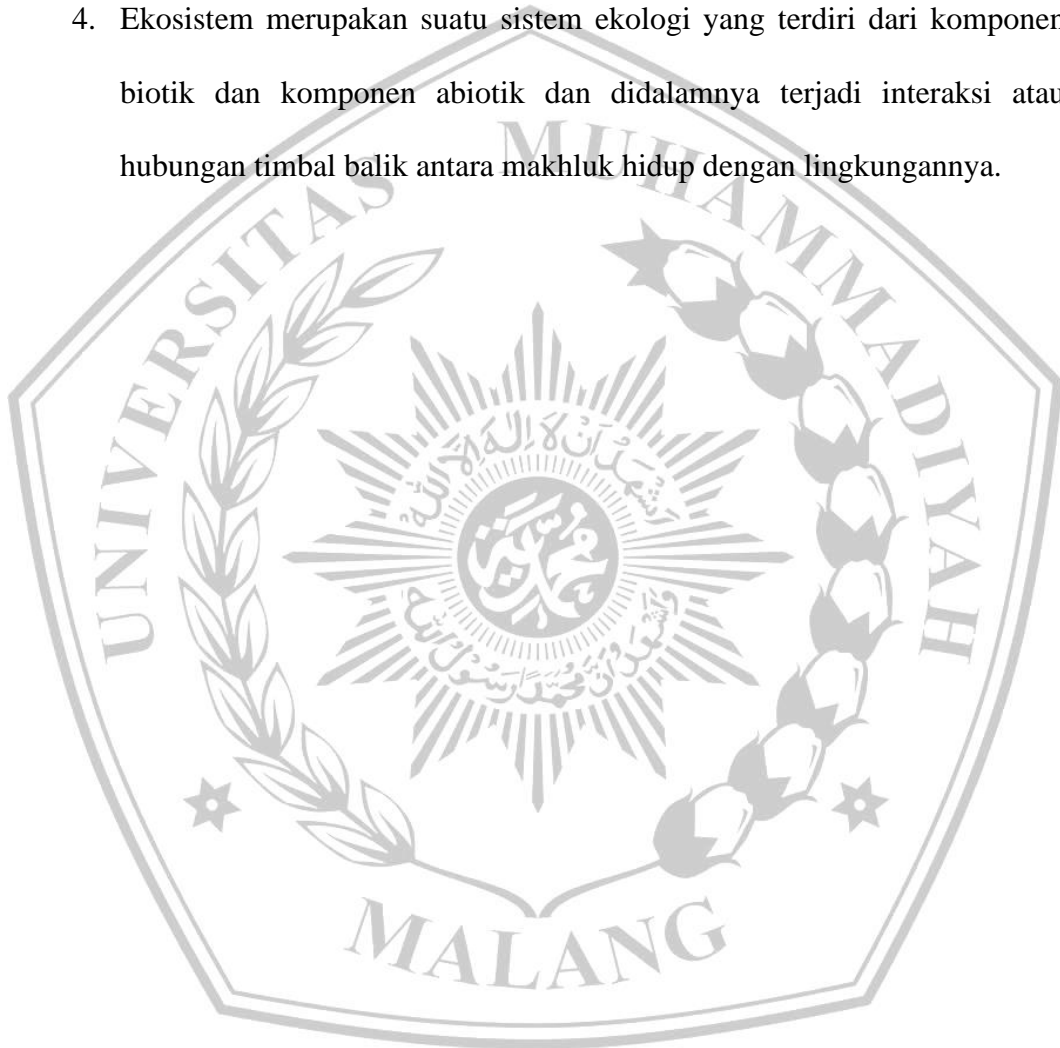 4. Ekosistem merupakan suatu sistem ekologi yang terdiri dari komponen
biotik dan komponen abiotik dan didalamnya terjadi interaksi atau
hubungan timbal balik antara makhluk hidup dengan lingkungannya.
UNIVERSITAS MUHAMMADIYAH
MALANG